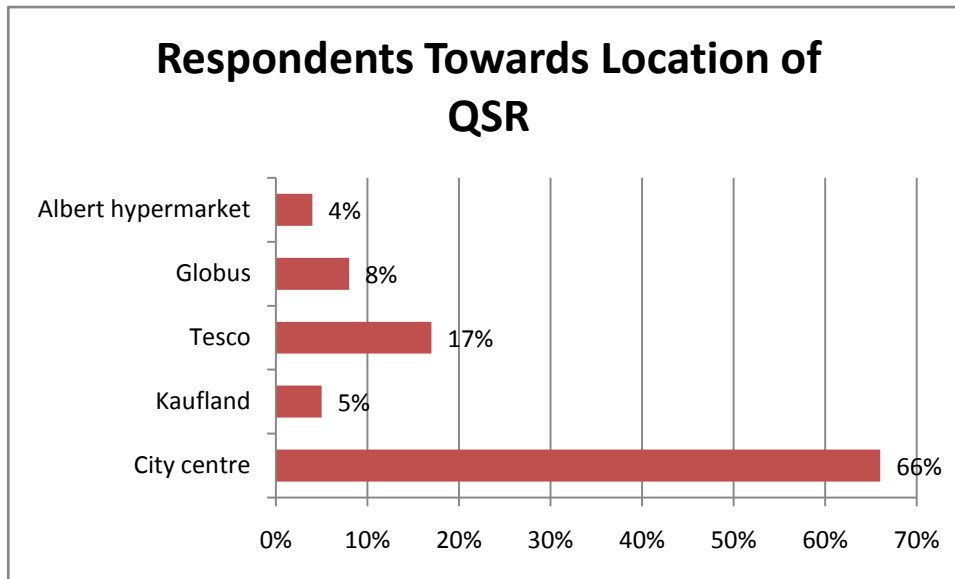 Respondents Towards Location of
QSR
Albert hypermarket 4%
Globus 8%
Tesco 17%
Kaufland 5%
City centre 66%
0% 10% 20% 30% 40% 50% 60% 70%